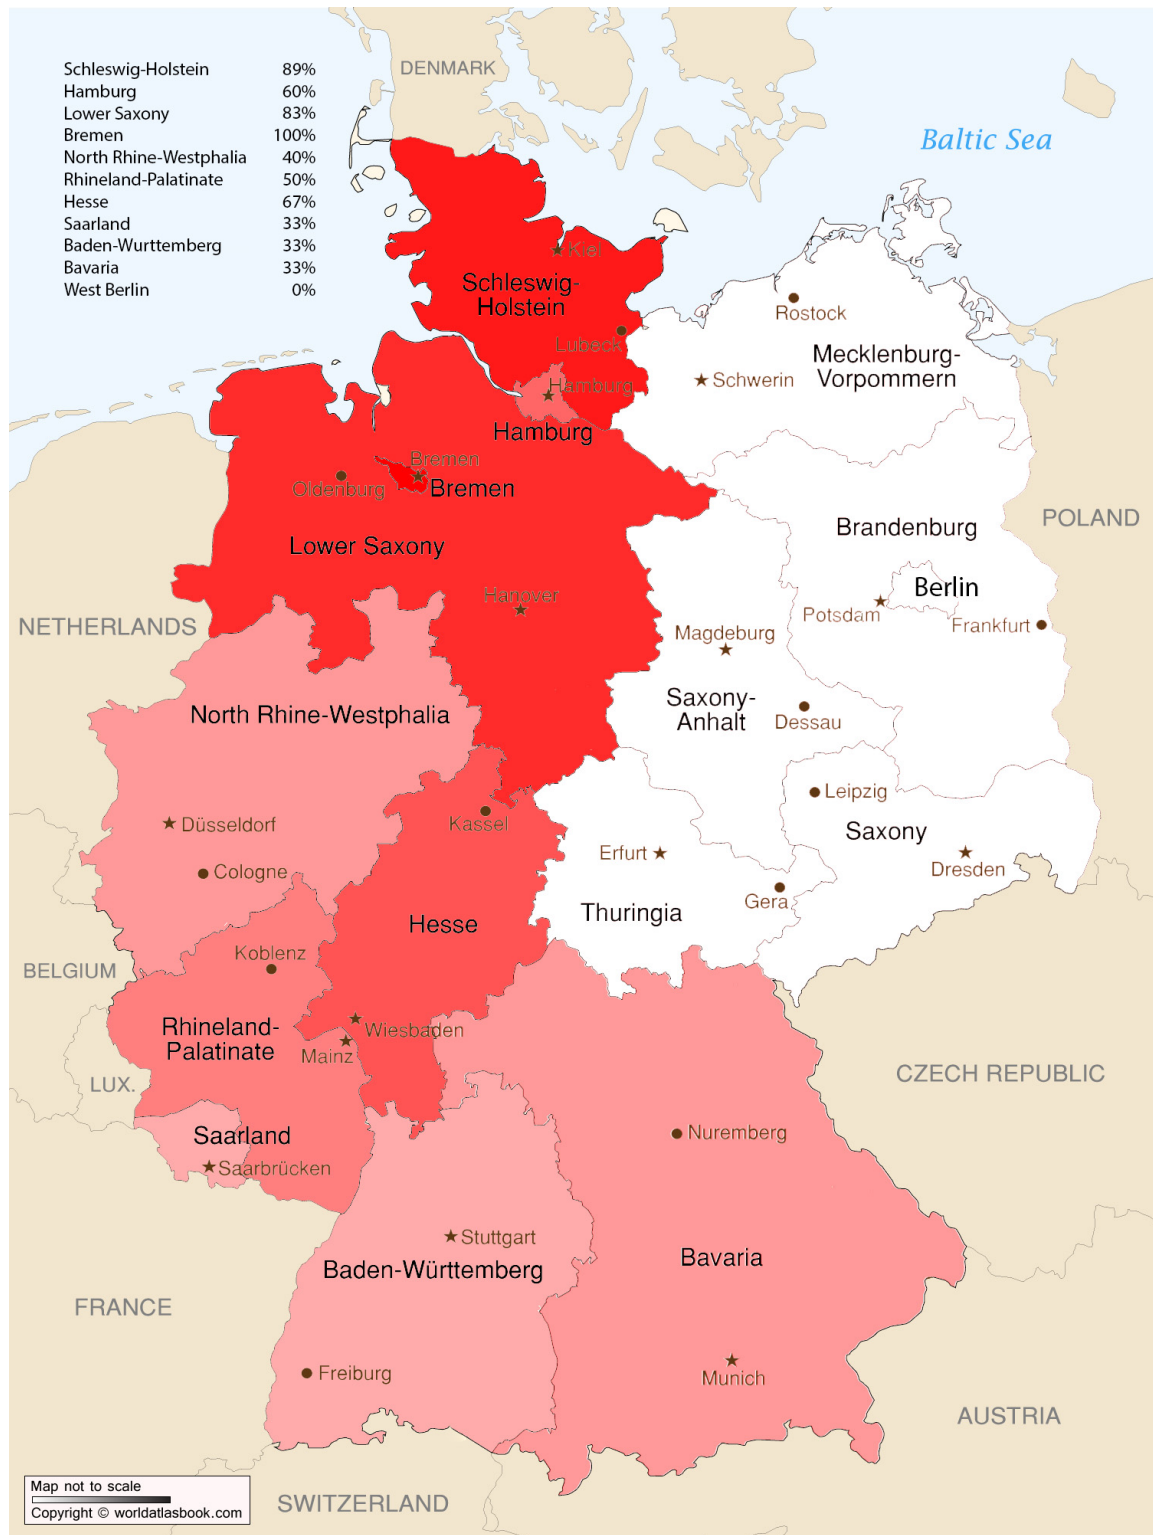 Schleswig-Holstein 89%
Hamburg 60%
Lower Saxony 83%
Bremen 100%
North Rhine-Westphalia 40%
Rhineland-Palatinate 50%
Hesse 67%
Saarland 33%
Baden-Wurttemberg 33%
Bavaria 33%
West Berlin 0%
DENMARK
Baltic Sea
Kiel
Schleswig-
Holstein
Rostock
Lubeck
Mecklenburg-
Vorpommern
Schwerin
Hamburg
Hamburg
Bremen
Oldenburg
Bremen
POLAND
Brandenburg
Lower Saxony
Berlin
Hanover
Potsdam
Frankfurt
NETHERLANDS
Magdeburg
Saxony-
Anhalt
North Rhine-Westphalia
Dessau
Leipzig
Düsseldorf
Kassel
Saxony
Erfurt
Dresden
Cologne
Gera
Thuringia
Hesse
Koblenz
BELGIUM
Rhineland-
Palatinate
Wiesbaden
Mainz
LUX.
CZECH REPUBLIC
Saarland
Nuremberg
Saarbrücken
Stuttgart
Bavaria
Baden-Württemberg
FRANCE
Freiburg
Munich
AUSTRIA
Map not to scale
SWITZERLAND
Copyright © worldatlasbook.com